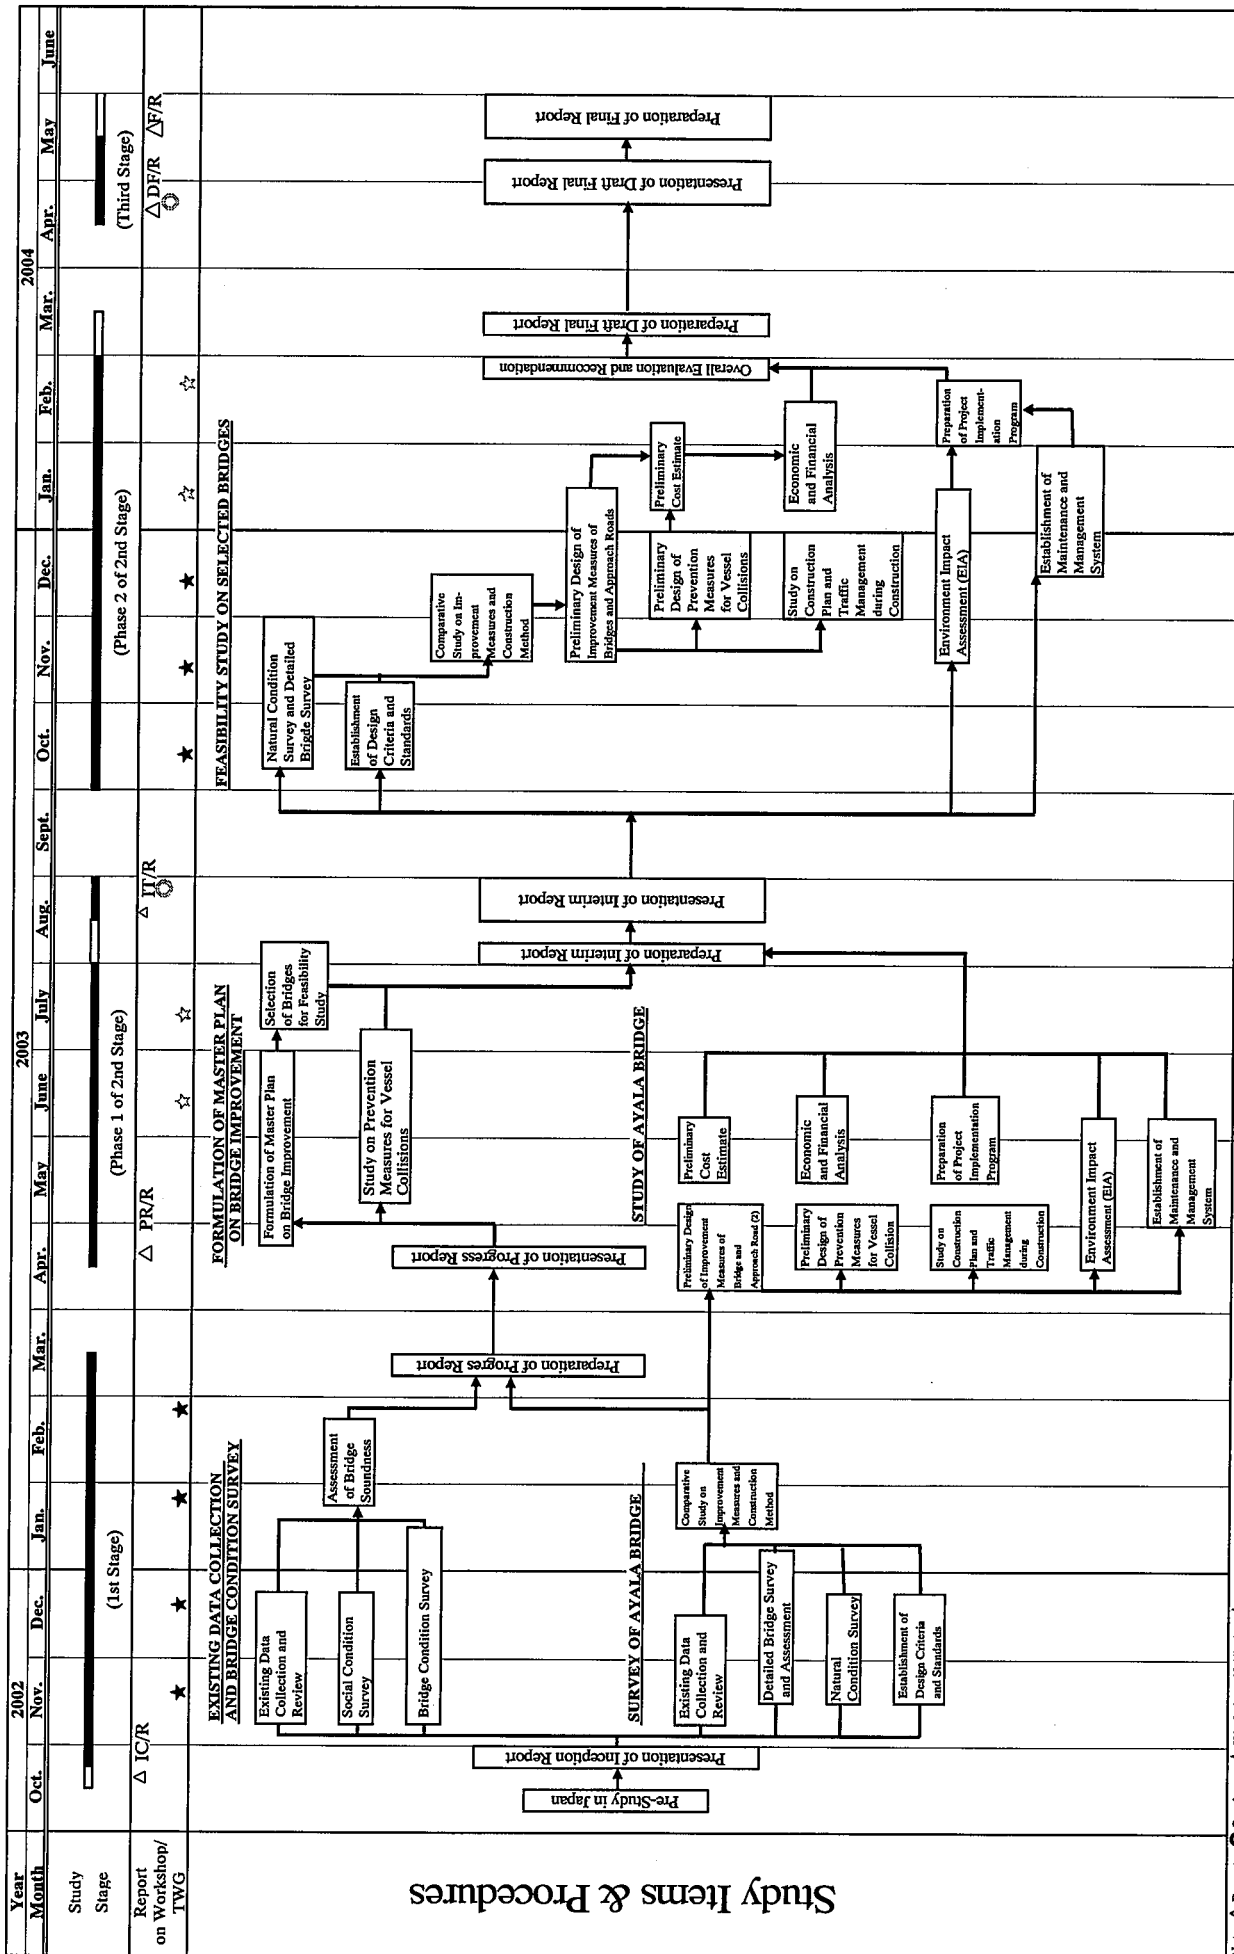 Year
2002
2003
2004
Month
Oct.
Nov.
Dec.
Jan.
Feb.
Mar.
Apr.
May
June
July
Aug.
Sept.
Oct.
Nov.
Dec.
Jan.
Feb.
Mar.
Apr.
May
June
Study
Stage
(1st Stage)
(Phase 1 of 2nd Stage)
(Phase 2 of 2nd Stage)
(Third Stage)
Report
on Workshop/
TWG
△ IC/R
△ PR/R
△ IT/R
△ DF/R
△F/R
★
★
★
★
☆
☆
★
★
★
☆
☆
Study Items & Procedures
Pre-Study in Japan
Presentation of Inception Report
EXISTING DATA COLLECTION
AND BRIDGE CONDITION SURVEY
Existing Data
Collection and
Review
Social Condition
Survey
Bridge Condition Survey
Assessment
of Bridge
Soundness
SURVEY OF AYALA BRIDGE
Existing Data
Collection and
Review
Detailed Bridge Survey
and Assessment
Natural
Condition Survey
Establishment of
Design Criteria
and Standards
Comparative
Study on
Improvement
Measures and
Construction
Method
Preparation of Progres Report
Presentation of Progress Report
FORMULATION OF MASTER PLAN
ON BRIDGE IMPROVEMENT
Formulation of Master Plan
on Bridge Improvement
Selection
of Bridges
for Feasibility
Study
Study on Prevention
Measures for Vessel
Collisions
STUDY OF AYALA BRIDGE
Preliminary Design
of Improvement
Measures of
Bridge and
Approach Road (2)
Preliminary
Design of
Prevention
Measures
for Vessel
Collision
Study on
Construction
Plan and
Traffic
Management
during
Construction
Environment Impact
Assessment (EIA)
Establishment of
Maintenance and
Management
System
Preliminary
Cost
Estimate
Economic
and Financial
Analysis
Preparation
of Project
Implementation
Program
Preparation of Interim Report
Presentation of Interim Report
FEASIBILITY STUDY ON SELECTED BRIDGES
Natural Condition
Survey and Detailed
Brigde Survey
Establishment
of Design
Criteria and
Standards
Comparative
Study on Im-
provement
Measures and
Construction
Method
Preliminary Design of
Improvement Measures of
Bridges and Approach Roads
Preliminary
Design of
Prevention
Measures
for Vessel
Collisions
Study on
Construction
Plan and
Traffic
Management
during
Construction
Preliminary
Cost Estimate
Economic
and Financial
Analysis
Environment Impact
Assessment (EIA)
Establishment of
Maintenance and
Management
System
Preparation
of Project
Implement-
ation
Program
Overall Evaluation and Recommendation
Preparation of Draft Final Report
Presentation of Draft Final Report
Preparation of Final Report